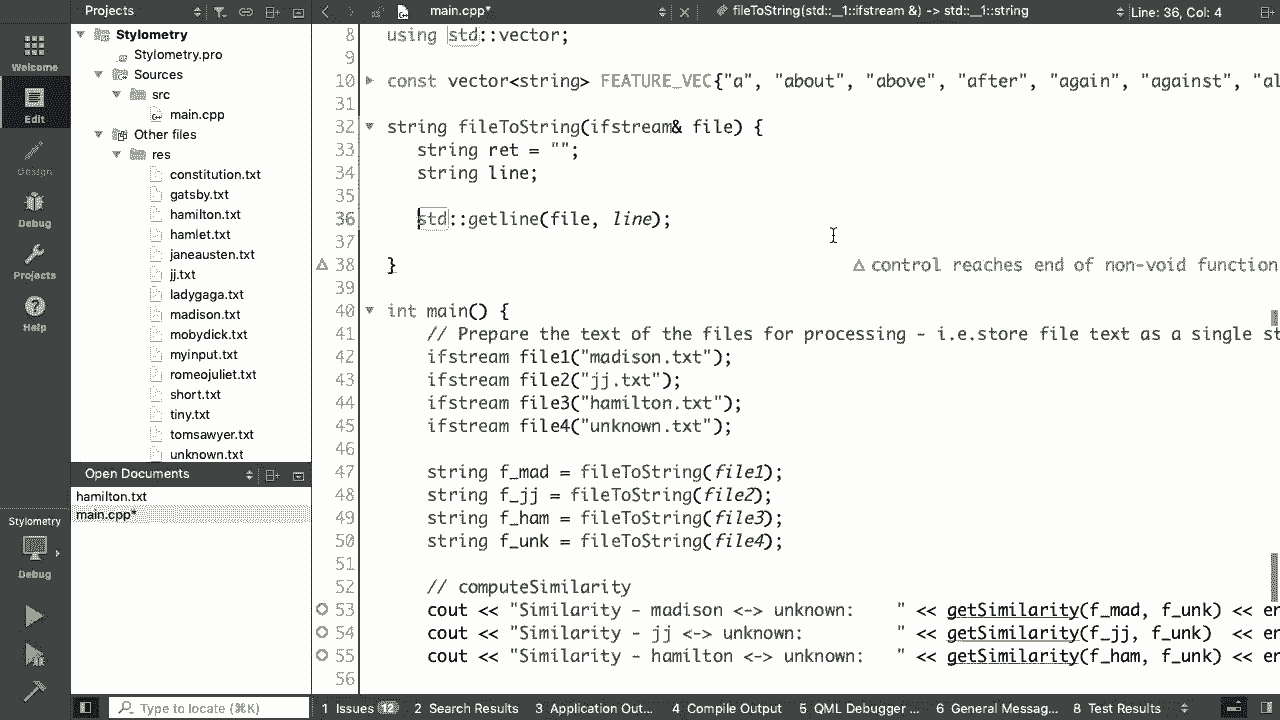 Projects
main.cpp*
fileToString(std::__1::ifstream &) -> std::__1::string
Line: 36, Col: 4
Welcome
Edit
Design
Debug
Projects
Help
Stylometry
Debug
Stylometry
Stylometry.pro
Sources
src
main.cpp
Other files
res
constitution.txt
gatsby.txt
hamilton.txt
hamlet.txt
janeausten.txt
jj.txt
ladygaga.txt
madison.txt
mobydick.txt
myinput.txt
romeojuliet.txt
short.txt
tiny.txt
tomsawyer.txt
unknown.txt
Open Documents
hamilton.txt
main.cpp*
8 using std::vector;
9
10 const vector<string> FEATURE_VEC{"a", "about", "above", "after", "again", "against", "al
31
32 string fileToString(ifstream& file) {
33 string ret = "";
34 string line;
35
36 std::getline(file, line);
37
38 } control reaches end of non-void function
39
40 int main() {
41 // Prepare the text of the files for processing - i.e.store file text as a single st
42 ifstream file1("madison.txt");
43 ifstream file2("jj.txt");
44 ifstream file3("hamilton.txt");
45 ifstream file4("unknown.txt");
46
47 string f_mad = fileToString(file1);
48 string f_jj = fileToString(file2);
49 string f_ham = fileToString(file3);
50 string f_unk = fileToString(file4);
51
52 // computeSimilarity
53 cout << "Similarity - madison <-> unknown:    " << getSimilarity(f_mad, f_unk) << en
54 cout << "Similarity - jj <-> unknown:         " << getSimilarity(f_jj, f_unk)  << en
55 cout << "Similarity - hamilton <-> unknown:   " << getSimilarity(f_ham, f_unk) << en
56
Type to locate (⌘K)
1 Issues 12
2 Search Results
3 Application Out...
4 Compile Output
5 QML Debugger ...
6 General Messag...
8 Test Results